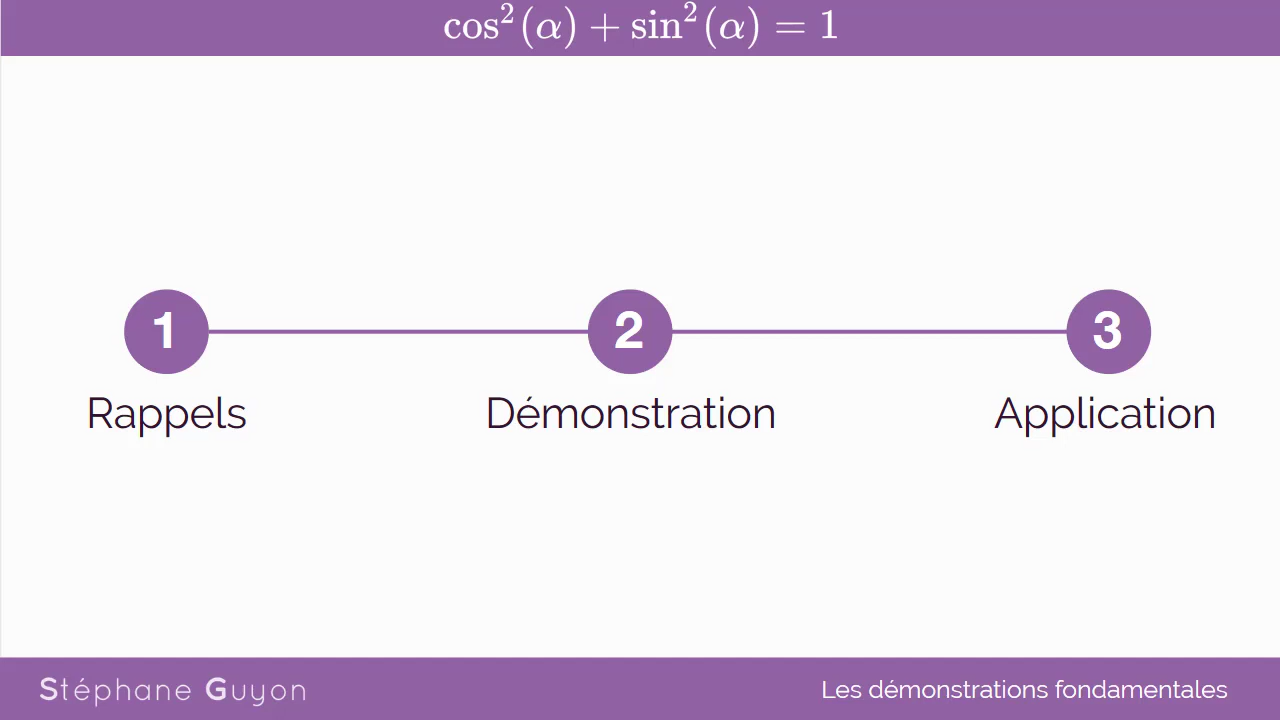 cos²(α) + sin²(α) = 1
1
2
3
Rappels
Démonstration
Application
Stéphane Guyon
Les démonstrations fondamentales